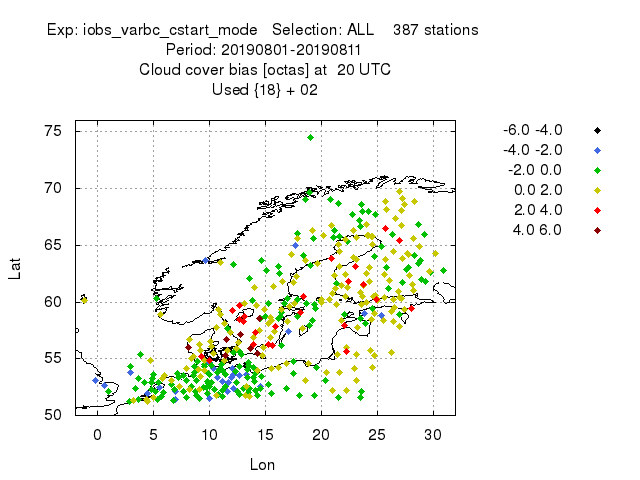 Exp: iobs_varbc_cstart_mode   Selection: ALL    387 stations
Period: 20190801-20190811
Cloud cover bias [octas] at  20 UTC
Used {18} + 02
75
70
65
60
55
50
0 5 10 15 20 25 30
Lat
Lon
-6.0 -4.0
-4.0 -2.0
-2.0 0.0
0.0 2.0
2.0 4.0
4.0 6.0